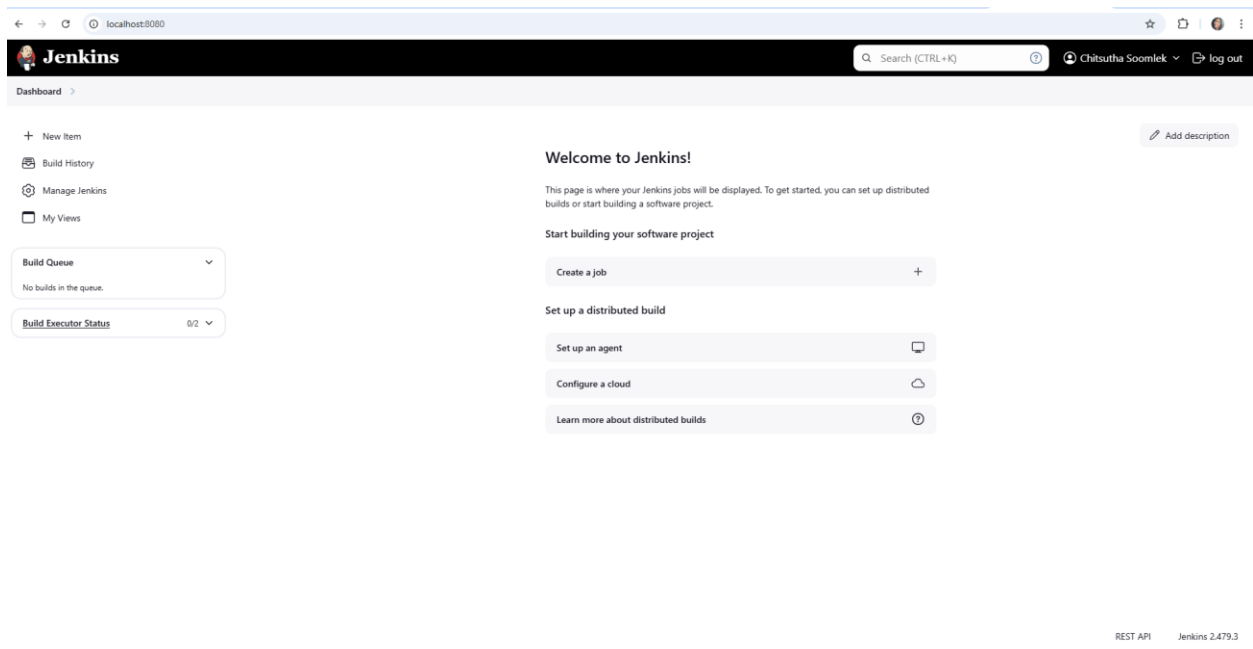 localhost:8080
Jenkins
Search (CTRL+K)
Chitsutha Soomlek
log out
Dashboard
New Item
Build History
Manage Jenkins
My Views
Build Queue
No builds in the queue.
Build Executor Status 0/2
Add description
Welcome to Jenkins!
This page is where your Jenkins jobs will be displayed. To get started, you can set up distributed
builds or start building a software project.
Start building your software project
Create a job
Set up a distributed build
Set up an agent
Configure a cloud
Learn more about distributed builds
REST API Jenkins 2.479.3